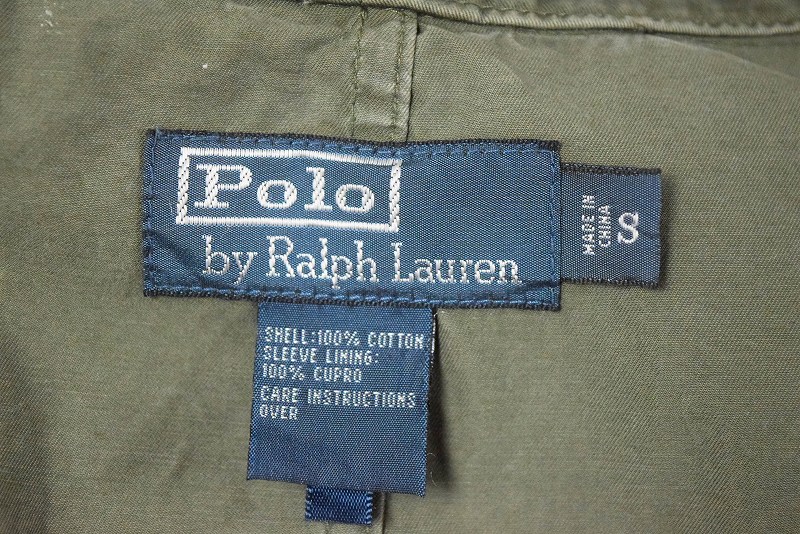 Polo
by Ralph Lauren
MADE IN
CHINA
S
SHELL:100% COTTON
SLEEVE LINING:
100% CUPRO
CARE INSTRUCTIONS
OVER